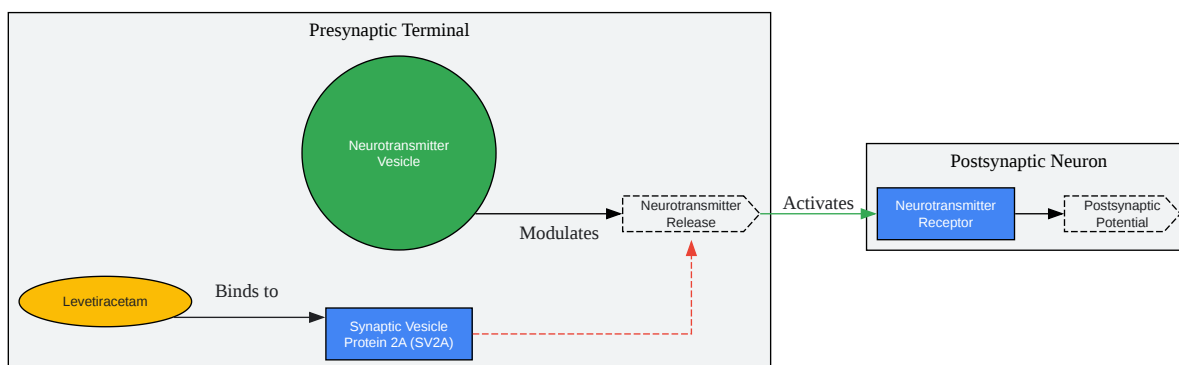 Presynaptic Terminal
Neurotransmitter
Vesicle
Postsynaptic Neuron
Neurotransmitter
Release
Activates
Neurotransmitter
Receptor
Postsynaptic
Potential
Modulates
Levetiracetam
Binds to
Synaptic Vesicle
Protein 2A (SV2A)